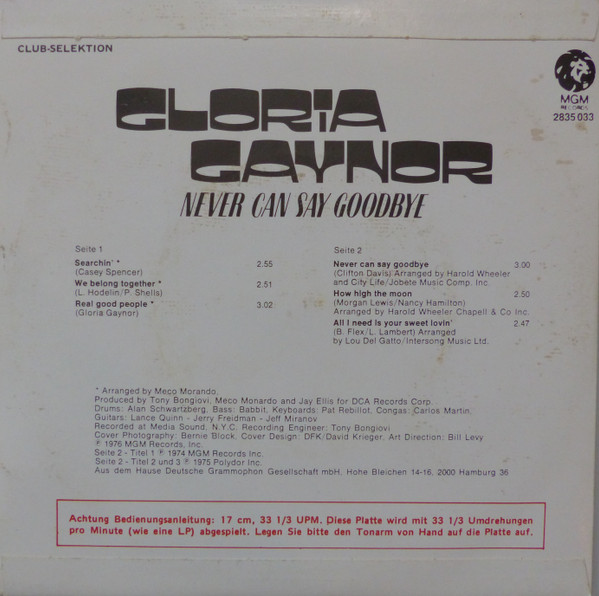 CLUB-SELEKTION
MGM
RECORDS
2835 033
GLORIA
GAYNOR
NEVER CAN SAY GOODBYE
Seite 1
Searchin' * 2.55
(Casey Spencer)
We belong together * 2.51
(L. Hodelin/P. Shells)
Real good people * 3.02
(Gloria Gaynor)
Seite 2
Never can say goodbye 3.00
(Clifton Davis) Arranged by Harold Wheeler
and City Life/Jobete Music Comp. Inc.
How high the moon 2.50
(Morgan Lewis/Nancy Hamilton)
Arranged by Harold Wheeler Chapell & Co Inc.
All I need is your sweet lovin' 2.47
(B. Flex/L. Lambert) Arranged
by Lou Del Gatto/Intersong Music Ltd.
* Arranged by Meco Morando,
Produced by Tony Bongiovi, Meco Monardo and Jay Ellis for DCA Records Corp.
Drums: Alan Schwartzberg, Bass: Babbit, Keyboards: Pat Rebillot, Congas: Carlos Martin,
Guitars: Lance Quinn - Jerry Freidman - Jeff Miranov
Recorded at Media Sound, N.Y.C. Recording Engineer: Tony Bongiovi
Cover Photography: Bernie Block, Cover Design: DFK/David Krieger, Art Direction: Bill Levy
℗ 1976 MGM Records, Inc.
Seite 2 - Titel 1 ℗ 1974 MGM Records Inc.
Seite 2 - Titel 2 und 3 ℗ 1975 Polydor Inc.
Aus dem Hause Deutsche Grammophon Gesellschaft mbH, Hohe Bleichen 14-16, 2000 Hamburg 36
Achtung Bedienungsanleitung: 17 cm, 33 1/3 UPM. Diese Platte wird mit 33 1/3 Umdrehungen
pro Minute (wie eine LP) abgespielt. Legen Sie bitte den Tonarm von Hand auf die Platte auf.